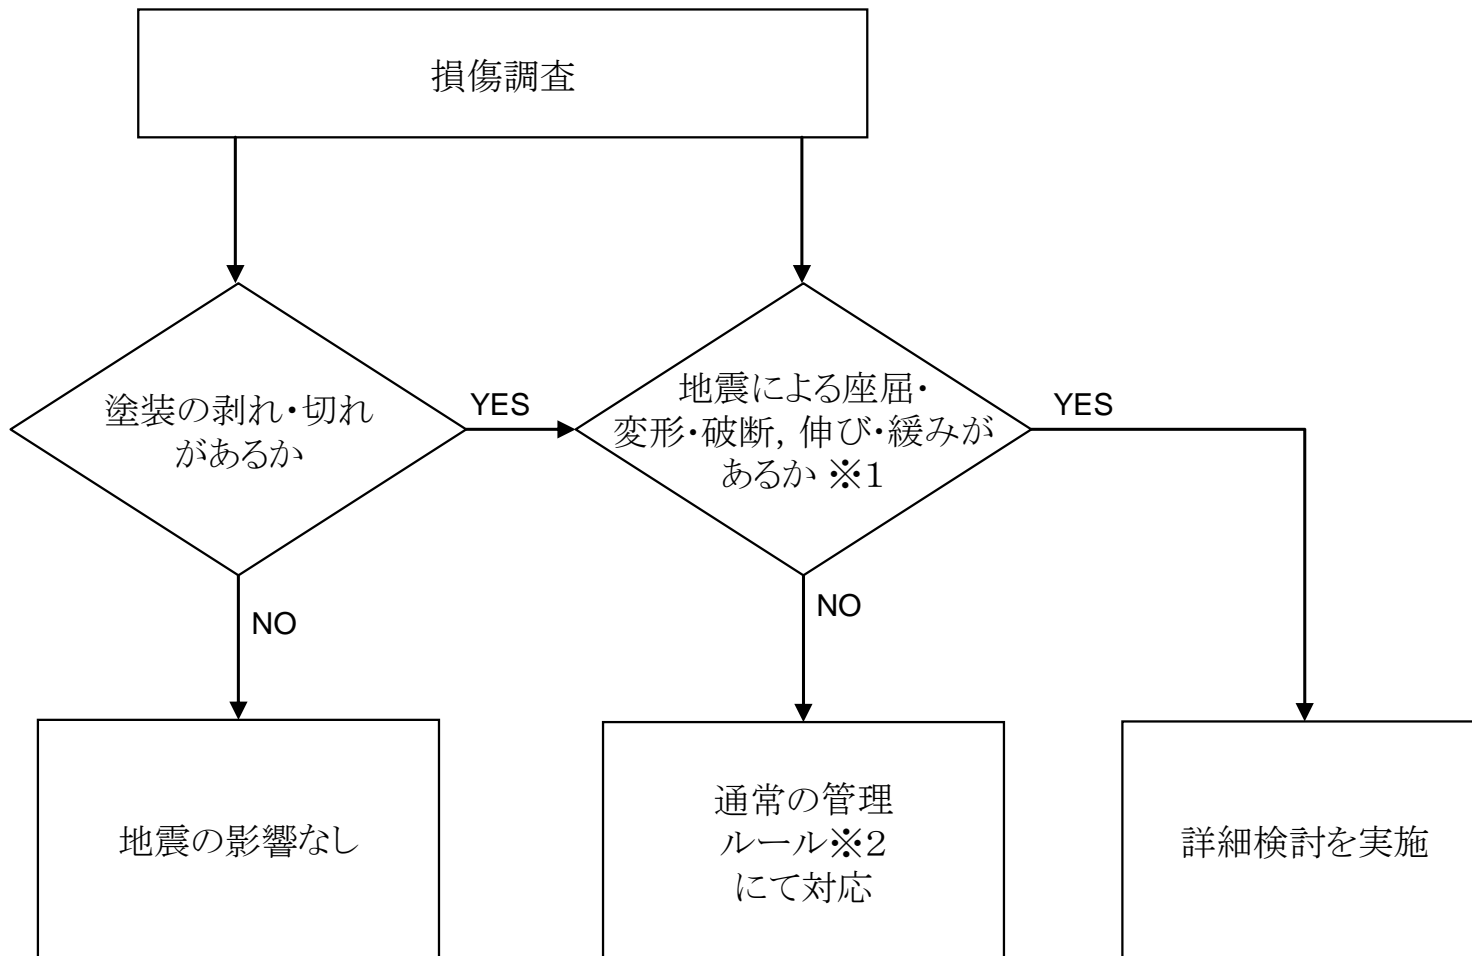 損傷調査
塗装の剥れ・切れ
があるか
YES
地震による座屈・
変形・破断, 伸び・緩みが
あるか ※1
YES
NO
NO
地震の影響なし
通常の管理
ルール※2
にて対応
詳細検討を実施